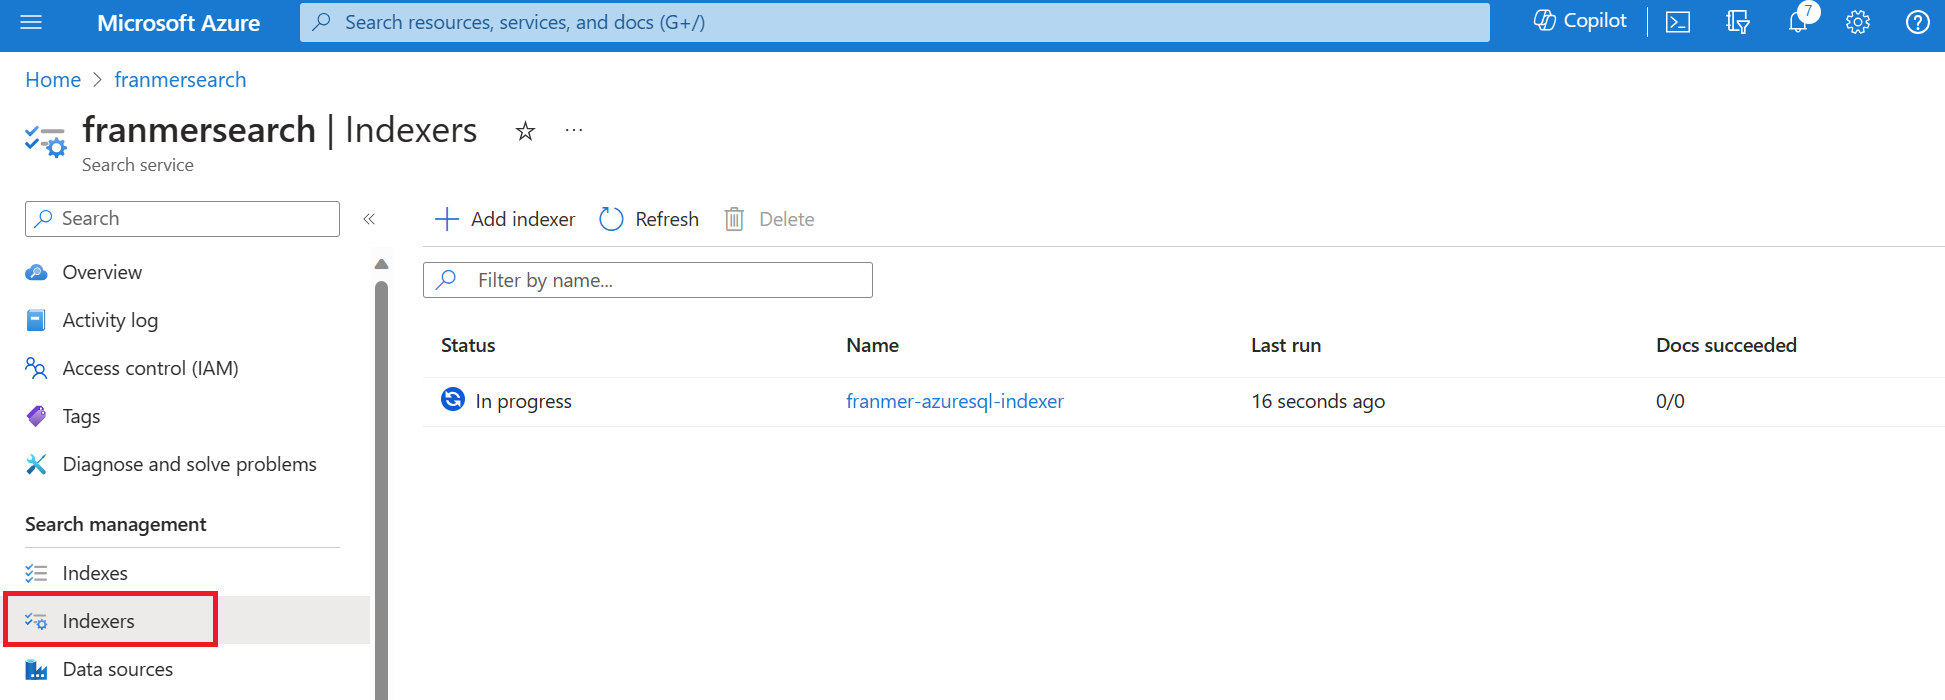 Microsoft Azure
Search resources, services, and docs (G+/)
Copilot
7
Home > franmersearch
franmersearch | Indexers
Search service
Search
Add indexer
Refresh
Delete
Overview
Filter by name...
Activity log
Status Name Last run Docs succeeded
Access control (IAM)
In progress franmer-azuresql-indexer 16 seconds ago 0/0
Tags
Diagnose and solve problems
Search management
Indexes
Indexers
Data sources